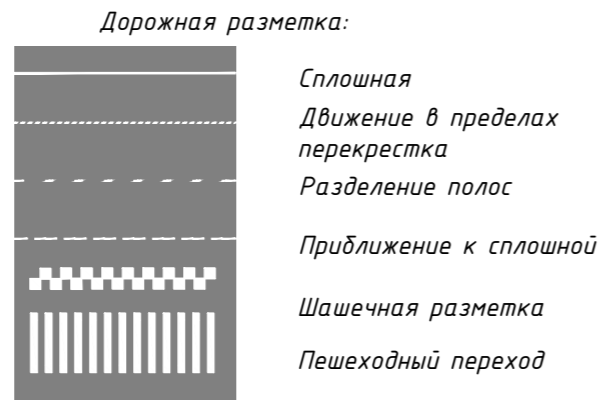 Дорожная разметка:
Сплошная
Движение в пределах
перекрестка
Разделение полос
Приближение к сплошной
Шашечная разметка
Пешеходный переход